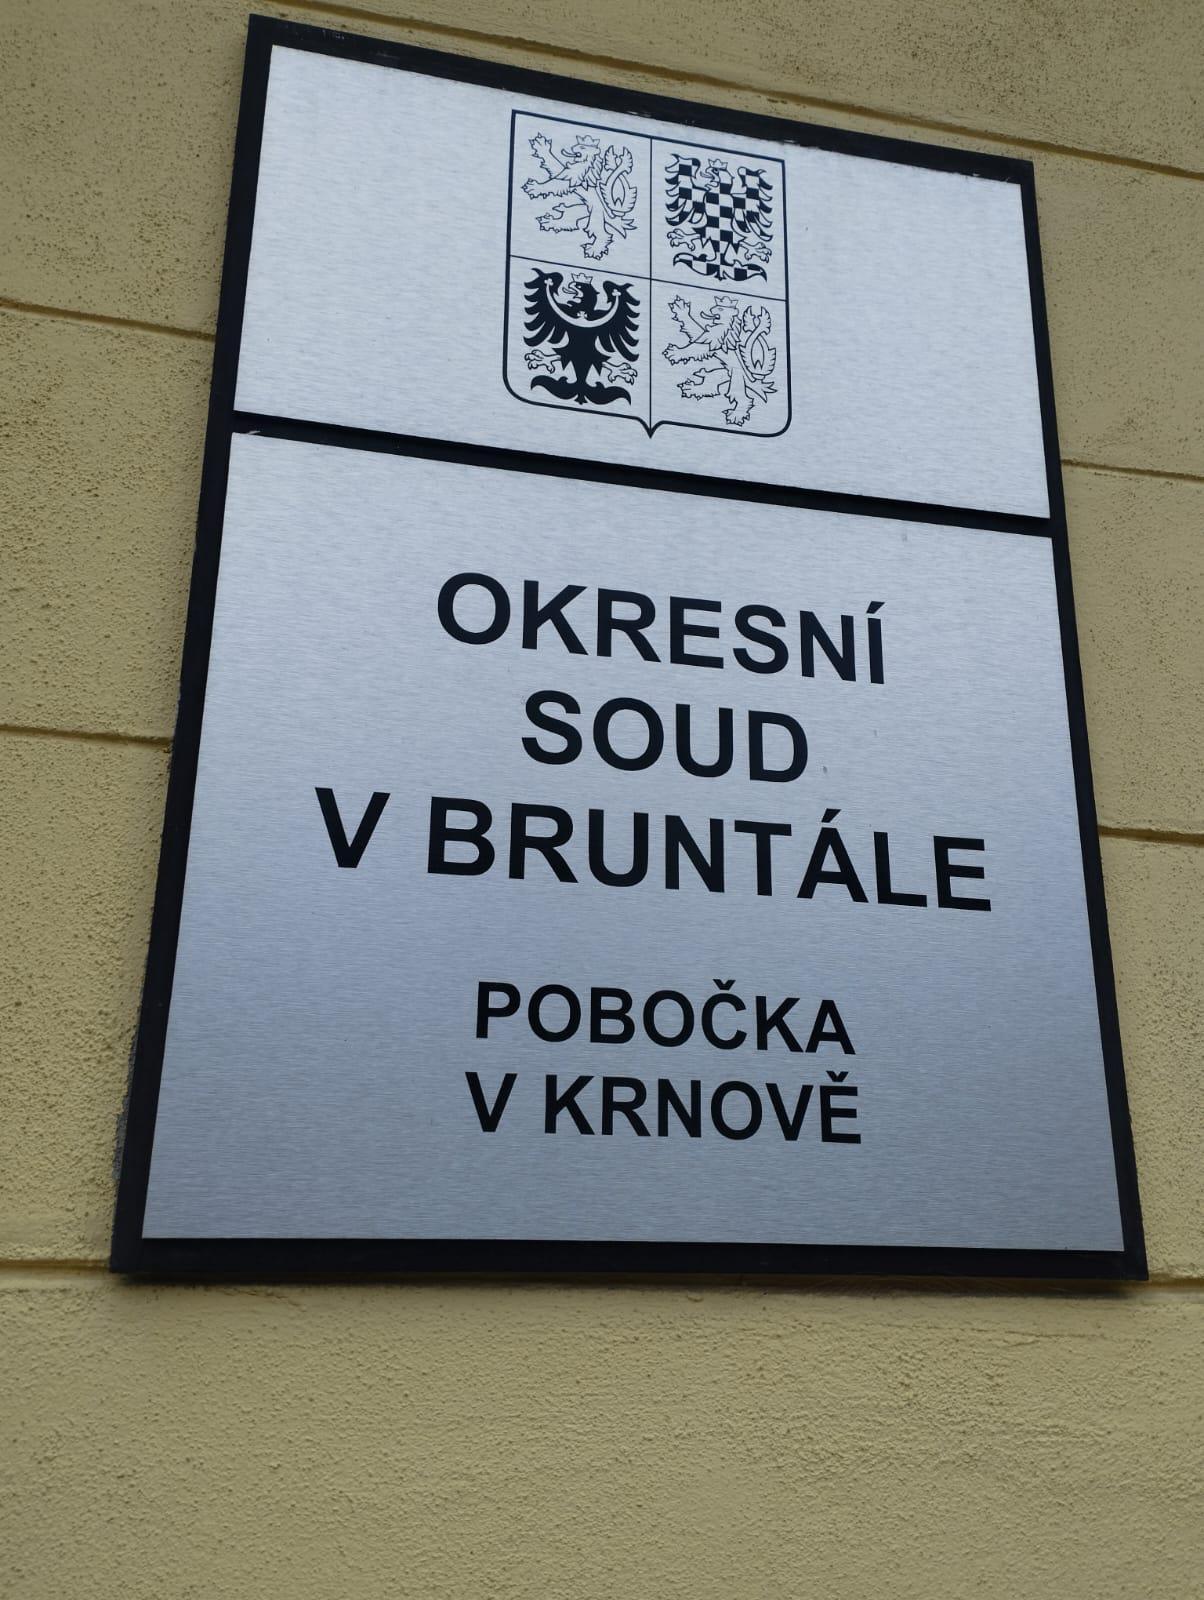 OKRESNÍ
SOUD
V BRUNTÁLE
POBOČKA
V KRNOVĚ